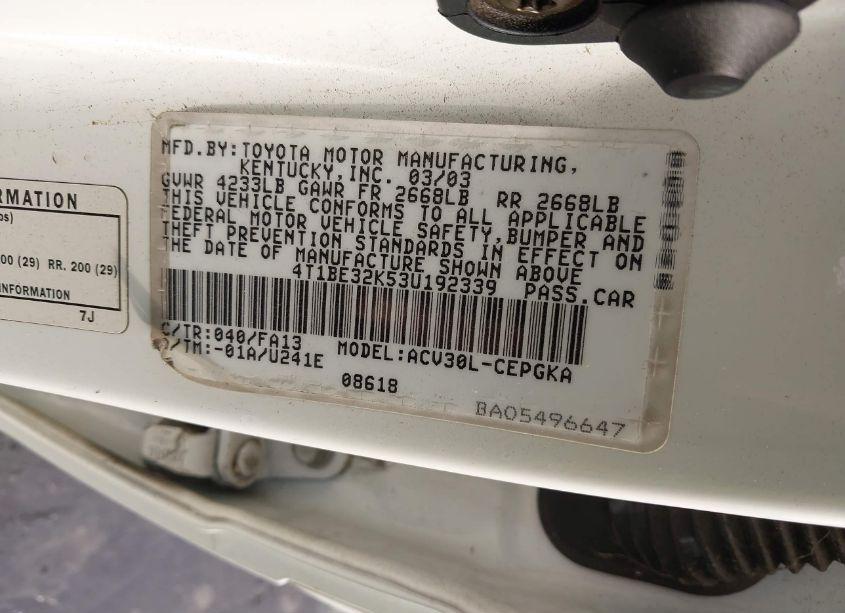 MFD.BY:TOYOTA MOTOR MANUFACTURING,
KENTUCKY,INC. 03/03
GVWR 4233LB GAWR FR 2668LB RR 2668LB
THIS VEHICLE CONFORMS TO ALL APPLICABLE
FEDERAL MOTOR VEHICLE SAFETY,BUMPER AND
THEFT PREVENTION STANDARDS IN EFFECT ON
THE DATE OF MANUFACTURE SHOWN ABOVE
4T1BE32K53U192339 PASS.CAR
C/TR:040/FA13
/TM:-01A/U241E MODEL:ACV30L-CEPGKA
08618
BA05496647
RMATION
00 (29) RR. 200 (29)
INFORMATION
7J